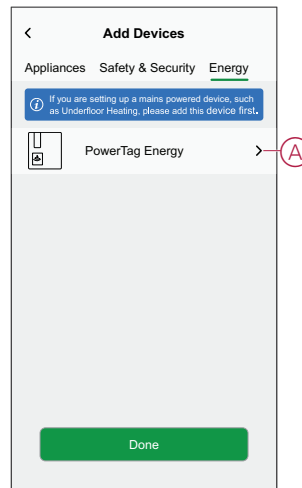 Add Devices
Appliances Safety & Security Energy
If you are setting up a mains powered device, such
as Underfloor Heating, please add this device first.
PowerTag Energy
A
Done